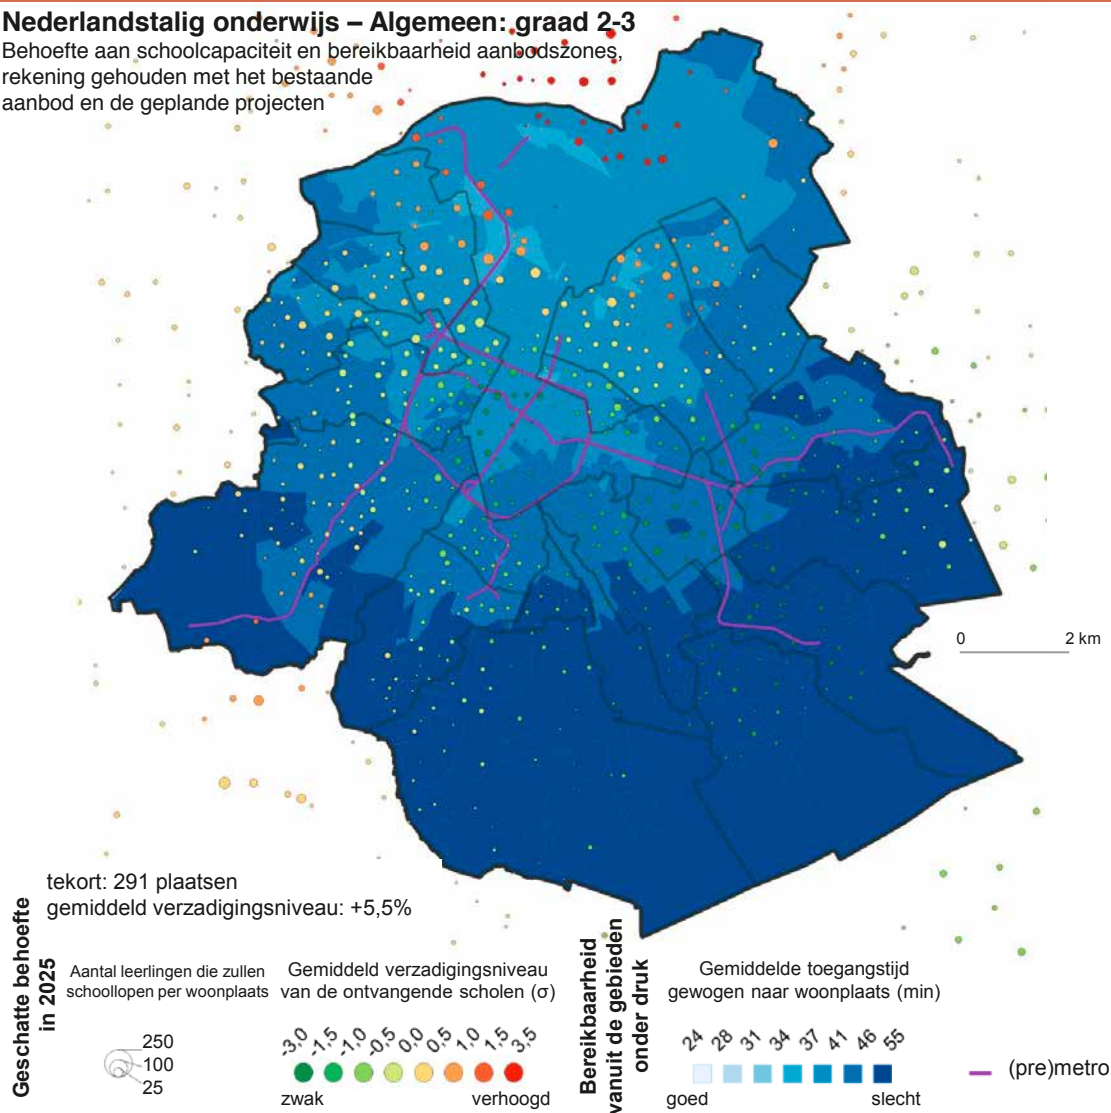 Nederlandstalig onderwijs – Algemeen: graad 2-3
Behoefte aan schoolcapaciteit en bereikbaarheid aanbodszones,
rekening gehouden met het bestaande
aanbod en de geplande projecten
0 2 km
tekort: 291 plaatsen
gemiddeld verzadigingsniveau: +5,5%
Geschatte behoefte
in 2025
Aantal leerlingen die zullen
schoollopen per woonplaats
250
100
25
Gemiddeld verzadigingsniveau
van de ontvangende scholen (σ)
-3,0 -1,5 -1,0 -0,5 0,0 0,5 1,0 1,5 3,5
zwak verhoogd
Bereikbaarheid
vanuit de gebieden
onder druk
Gemiddelde toegangstijd
gewogen naar woonplaats (min)
24 28 31 34 37 41 46 55
goed slecht
(pre)metro